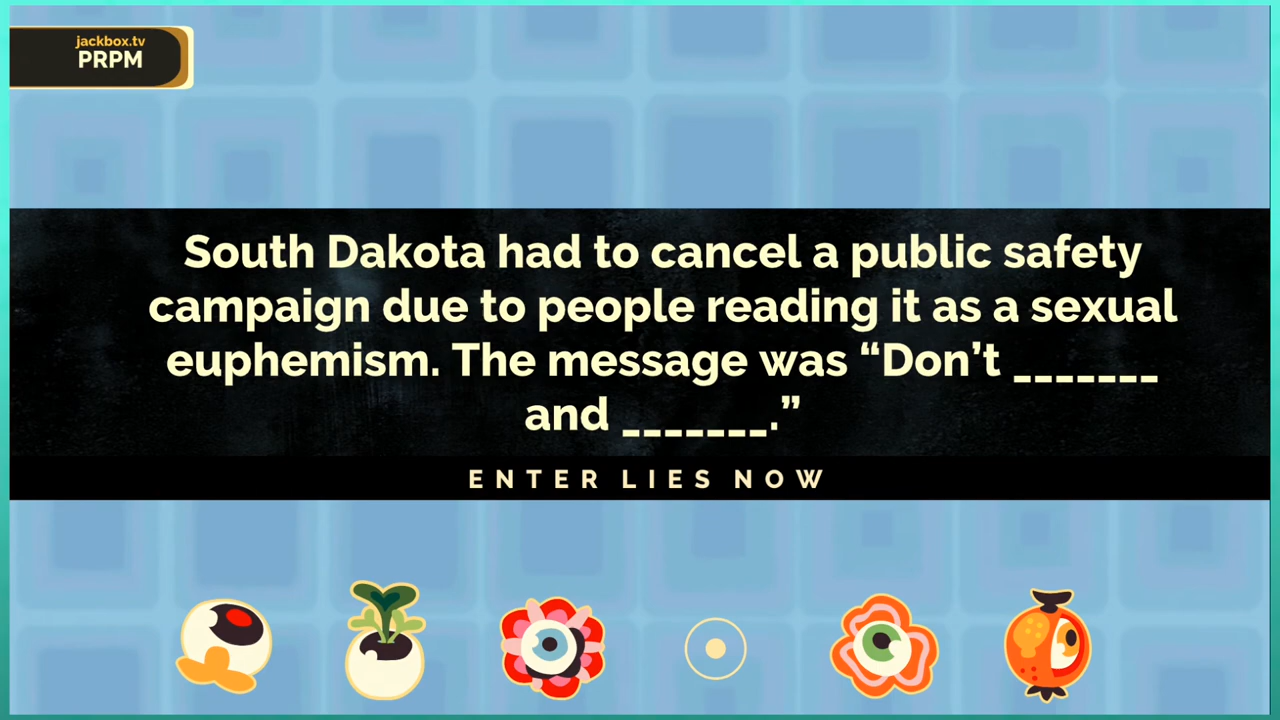 jackbox.tv
PRPM
South Dakota had to cancel a public safety
campaign due to people reading it as a sexual
euphemism. The message was “Don’t _______
and _______.”
ENTER LIES NOW